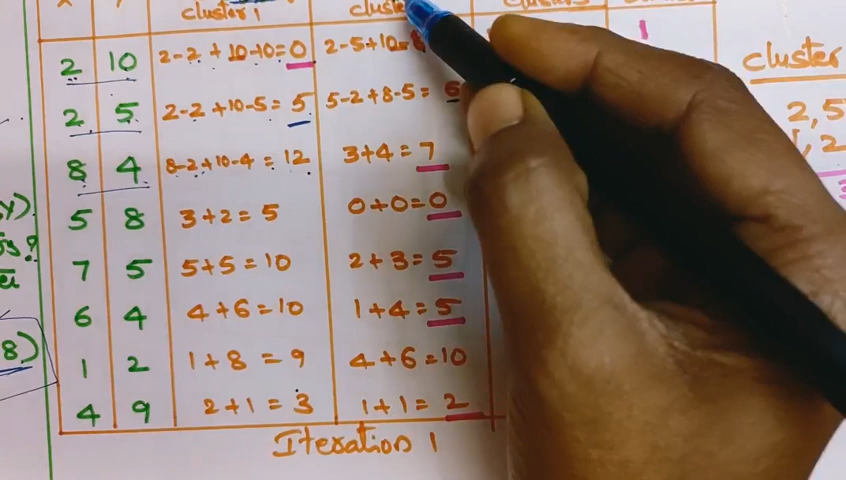 cluster 1
2 10 2-2 + 10-10=0 2-5+10=
2 5 2-2 +10-5= 5 5-2 +8-5= 6
8 4 8-2+10-4 = 12 3+4 = 7
5 8 3+2= 5 0+0=0
7 5 5+5 = 10 2+3=5
6 4 4+6=10 1+4=5
1 2 1+8 = 9 4+6=10
4 9 2+1 = 3 1+1= 2
Iteration 1
1
cluster
2, 5
, 2
8)